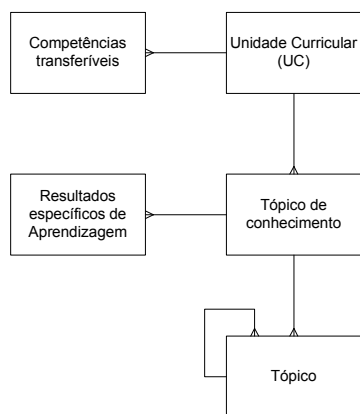 Competências
transferíveis
Unidade Curricular
(UC)
Resultados
específicos de
Aprendizagem
Tópico de
conhecimento
Tópico